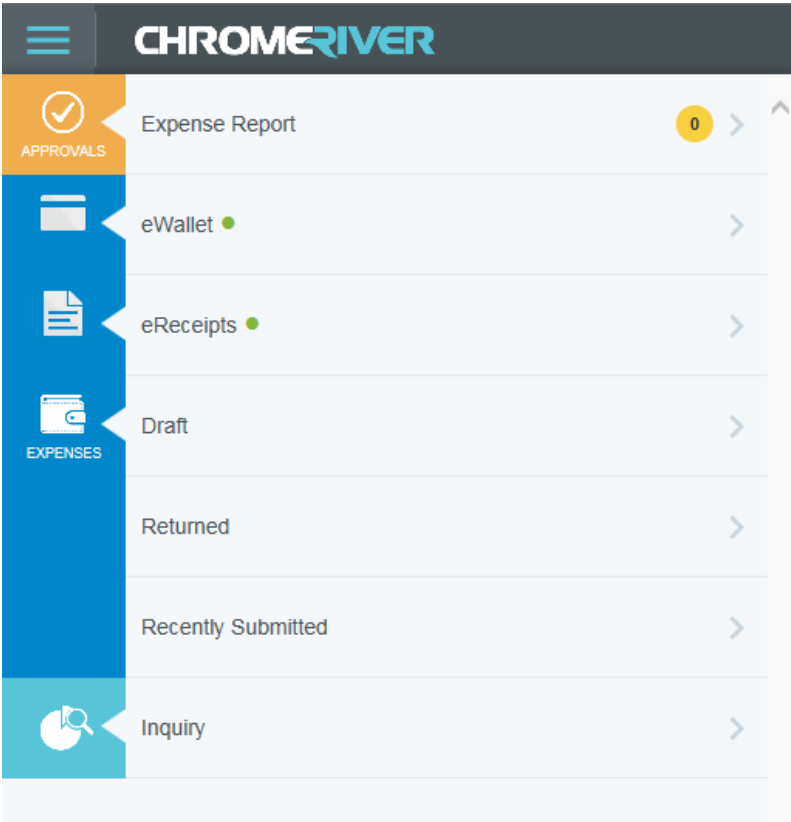 CHROMERIVER
APPROVALS
Expense Report
0
eWallet
eReceipts
EXPENSES
Draft
Returned
Recently Submitted
Inquiry